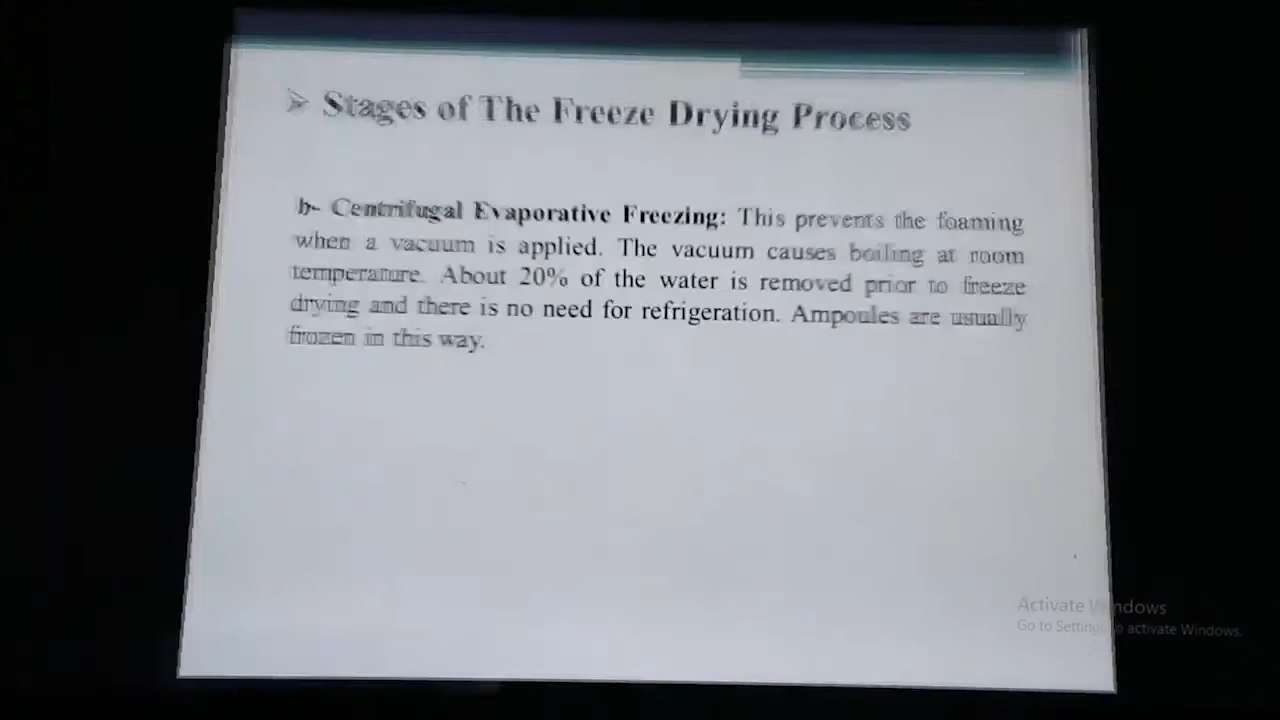 ➢ Stages of The Freeze Drying Process
b- Centrifugal Evaporative Freezing: This prevents the foaming
when a vacuum is applied. The vacuum causes boiling at room
temperature. About 20% of the water is removed prior to freeze
drying and there is no need for refrigeration. Ampoules are usually
frozen in this way.
Activate Windows
Go to Settings to activate Windows.